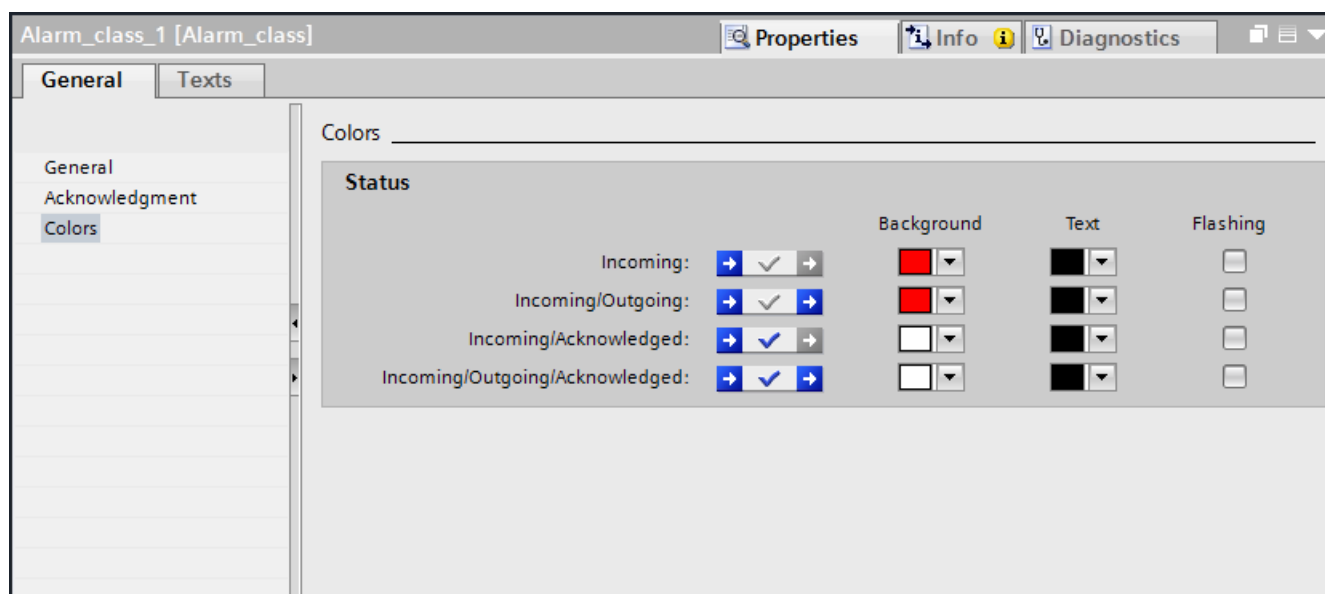 Alarm_class_1 [Alarm_class]
Properties
Info
Diagnostics
General
Texts
General
Acknowledgment
Colors
Colors
Status
Background Text Flashing
Incoming:
Incoming/Outgoing:
Incoming/Acknowledged:
Incoming/Outgoing/Acknowledged: